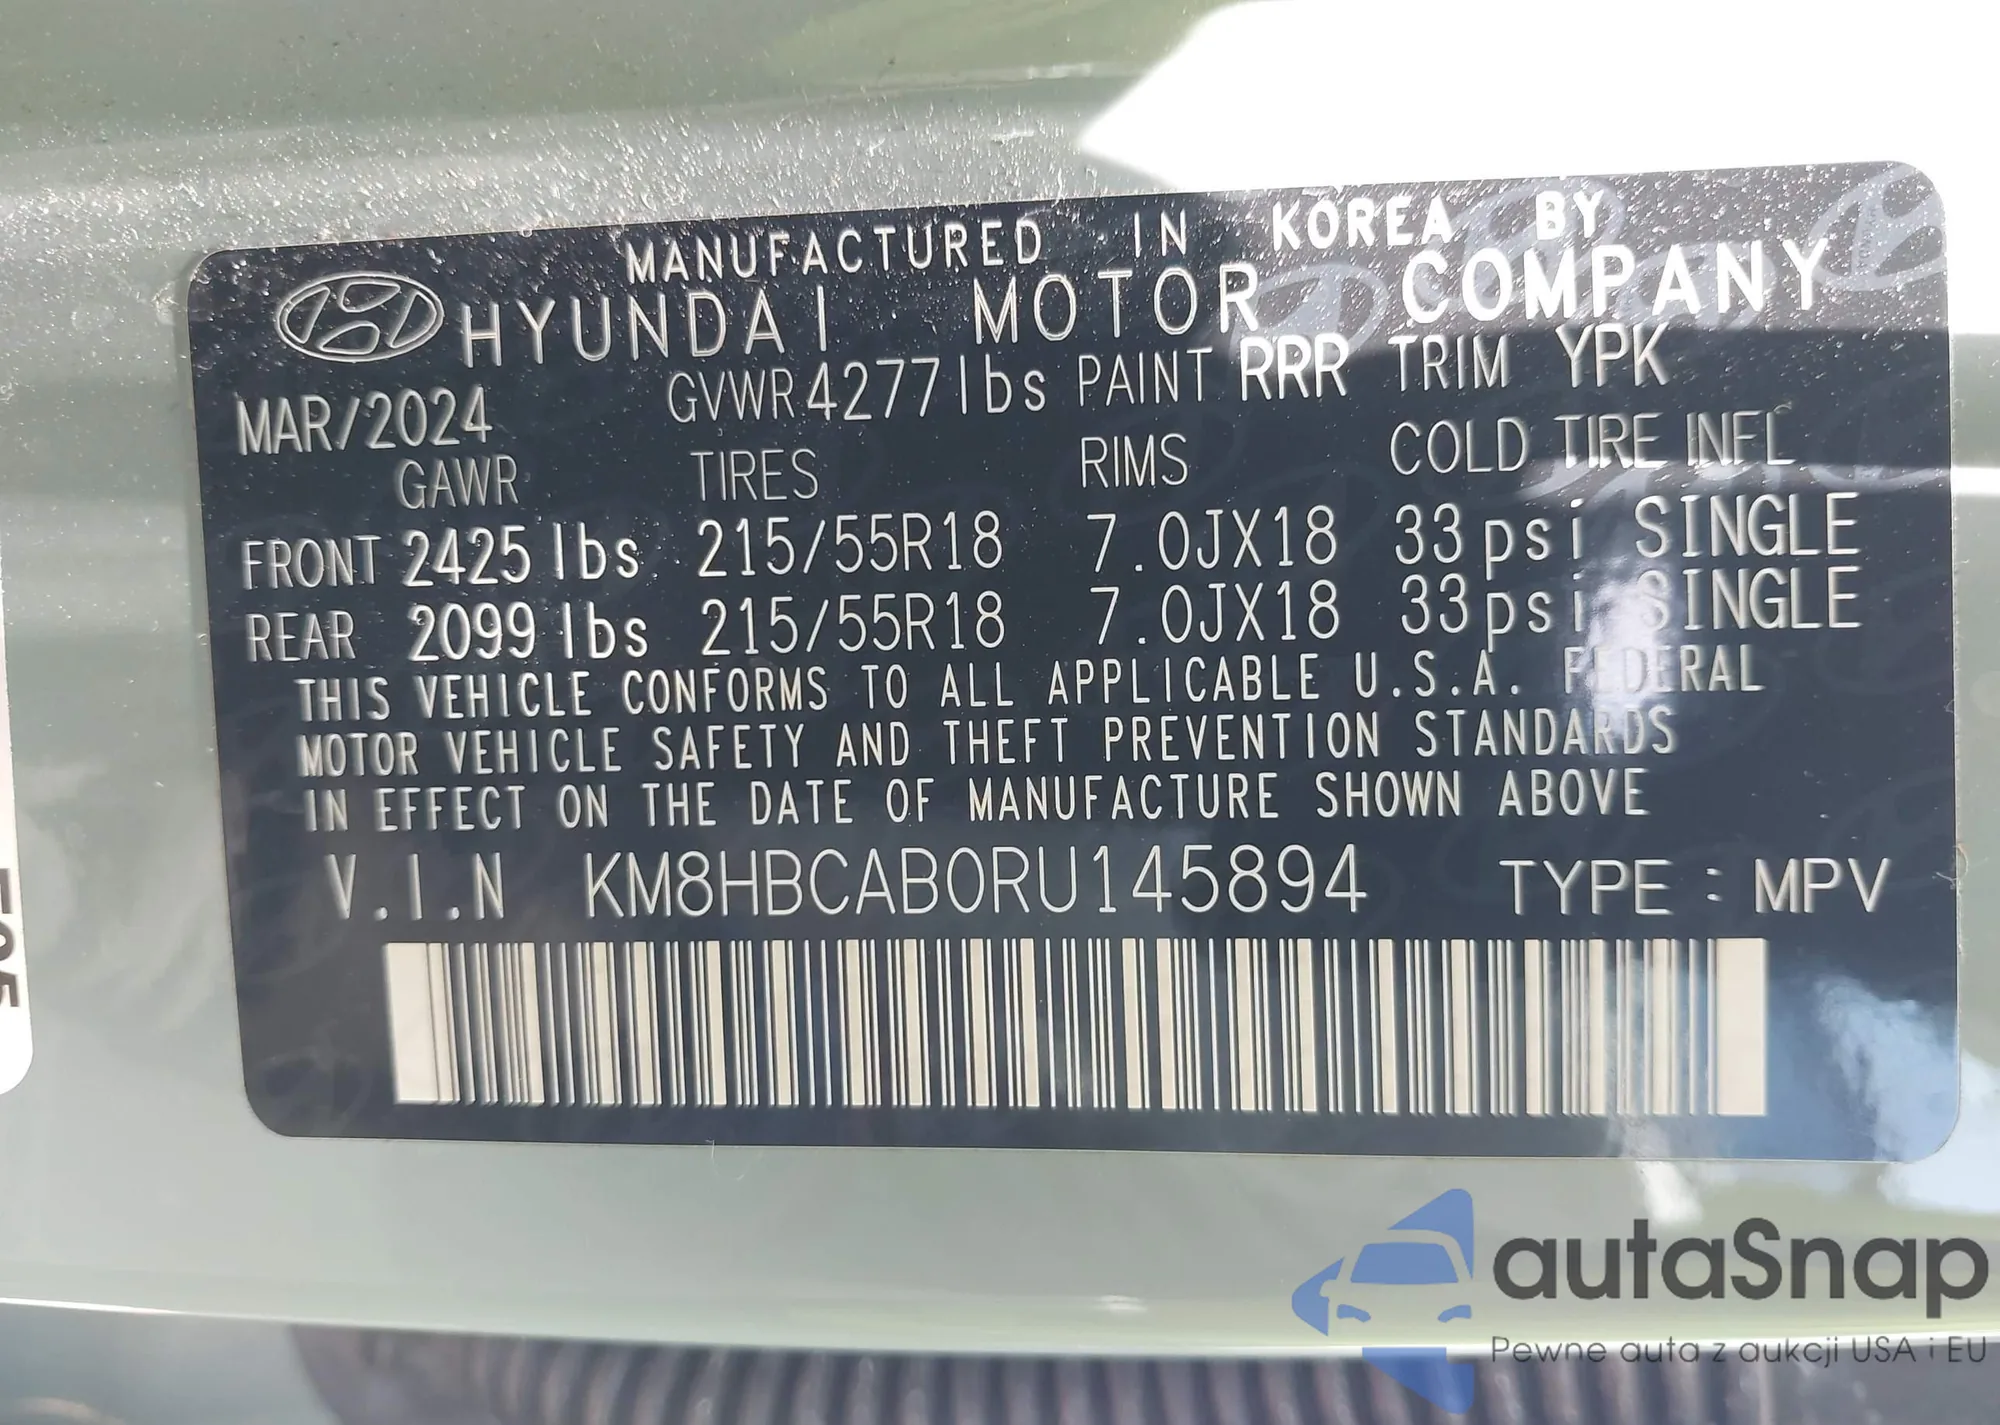 MANUFACTURED IN KOREA BY
HYUNDAI MOTOR COMPANY
MAR/2024 GVWR 4277lbs PAINT RRR TRIM YPK
GAWR TIRES RIMS COLD TIRE INFL
FRONT 2425 lbs 215/55R18 7.0JX18 33psi SINGLE
REAR 2099 lbs 215/55R18 7.0JX18 33psi SINGLE
THIS VEHICLE CONFORMS TO ALL APPLICABLE U.S.A. FEDERAL
MOTOR VEHICLE SAFETY AND THEFT PREVENTION STANDARDS
IN EFFECT ON THE DATE OF MANUFACTURE SHOWN ABOVE
V.I.N KM8HBCAB0RU145894 TYPE : MPV
autaSnap
Pewne auta z aukcji USA i EU